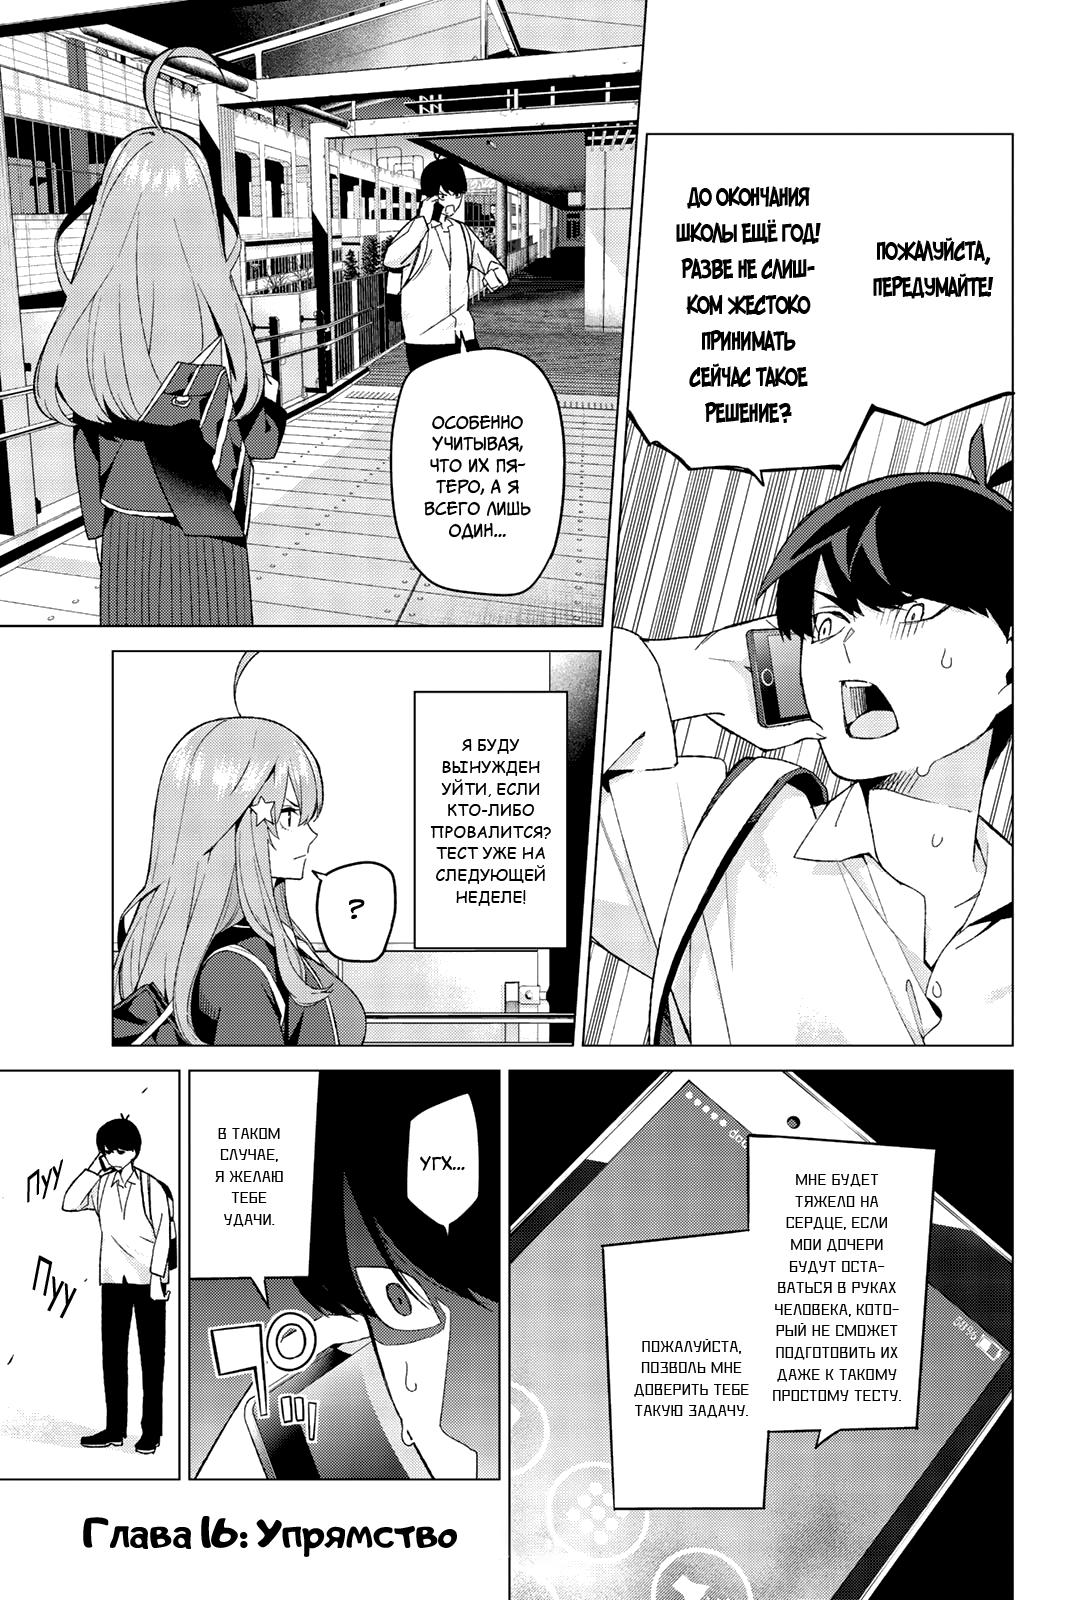 ПОЖАЛУЙСТА,
ПЕРЕДУМАЙТЕ!
ДО ОКОНЧАНИЯ
ШКОЛЫ ЕЩЁ ГОД!
РАЗВЕ НЕ СЛИШ-
КОМ ЖЕСТОКО
ПРИНИМАТЬ
СЕЙЧАС ТАКОЕ
РЕШЕНИЕ?
ОСОБЕННО
УЧИТЫВАЯ,
ЧТО ИХ ПЯ-
ТЕРО, А Я
ВСЕГО ЛИШЬ
ОДИН...
Я БУДУ
ВЫНУЖДЕН
УЙТИ, ЕСЛИ
КТО-ЛИБО
ПРОВАЛИТСЯ?
ТЕСТ УЖЕ НА
СЛЕДУЮЩЕЙ
НЕДЕЛЕ!
?
МНЕ БУДЕТ
ТЯЖЕЛО НА
СЕРДЦЕ, ЕСЛИ
МОИ ДОЧЕРИ
БУДУТ ОСТА-
ВАТЬСЯ В РУКАХ
ЧЕЛОВЕКА, КОТО-
РЫЙ НЕ СМОЖЕТ
ПОДГОТОВИТЬ ИХ
ДАЖЕ К ТАКОМУ
ПРОСТОМУ ТЕСТУ.
50%
ПОЖАЛУЙСТА,
ПОЗВОЛЬ МНЕ
ДОВЕРИТЬ ТЕБЕ
ТАКУЮ ЗАДАЧУ.
УГХ...
В ТАКОМ
СЛУЧАЕ,
Я ЖЕЛАЮ
ТЕБЕ
УДАЧИ.
ПУУ
ПУУ
Глава 16: Упрямство